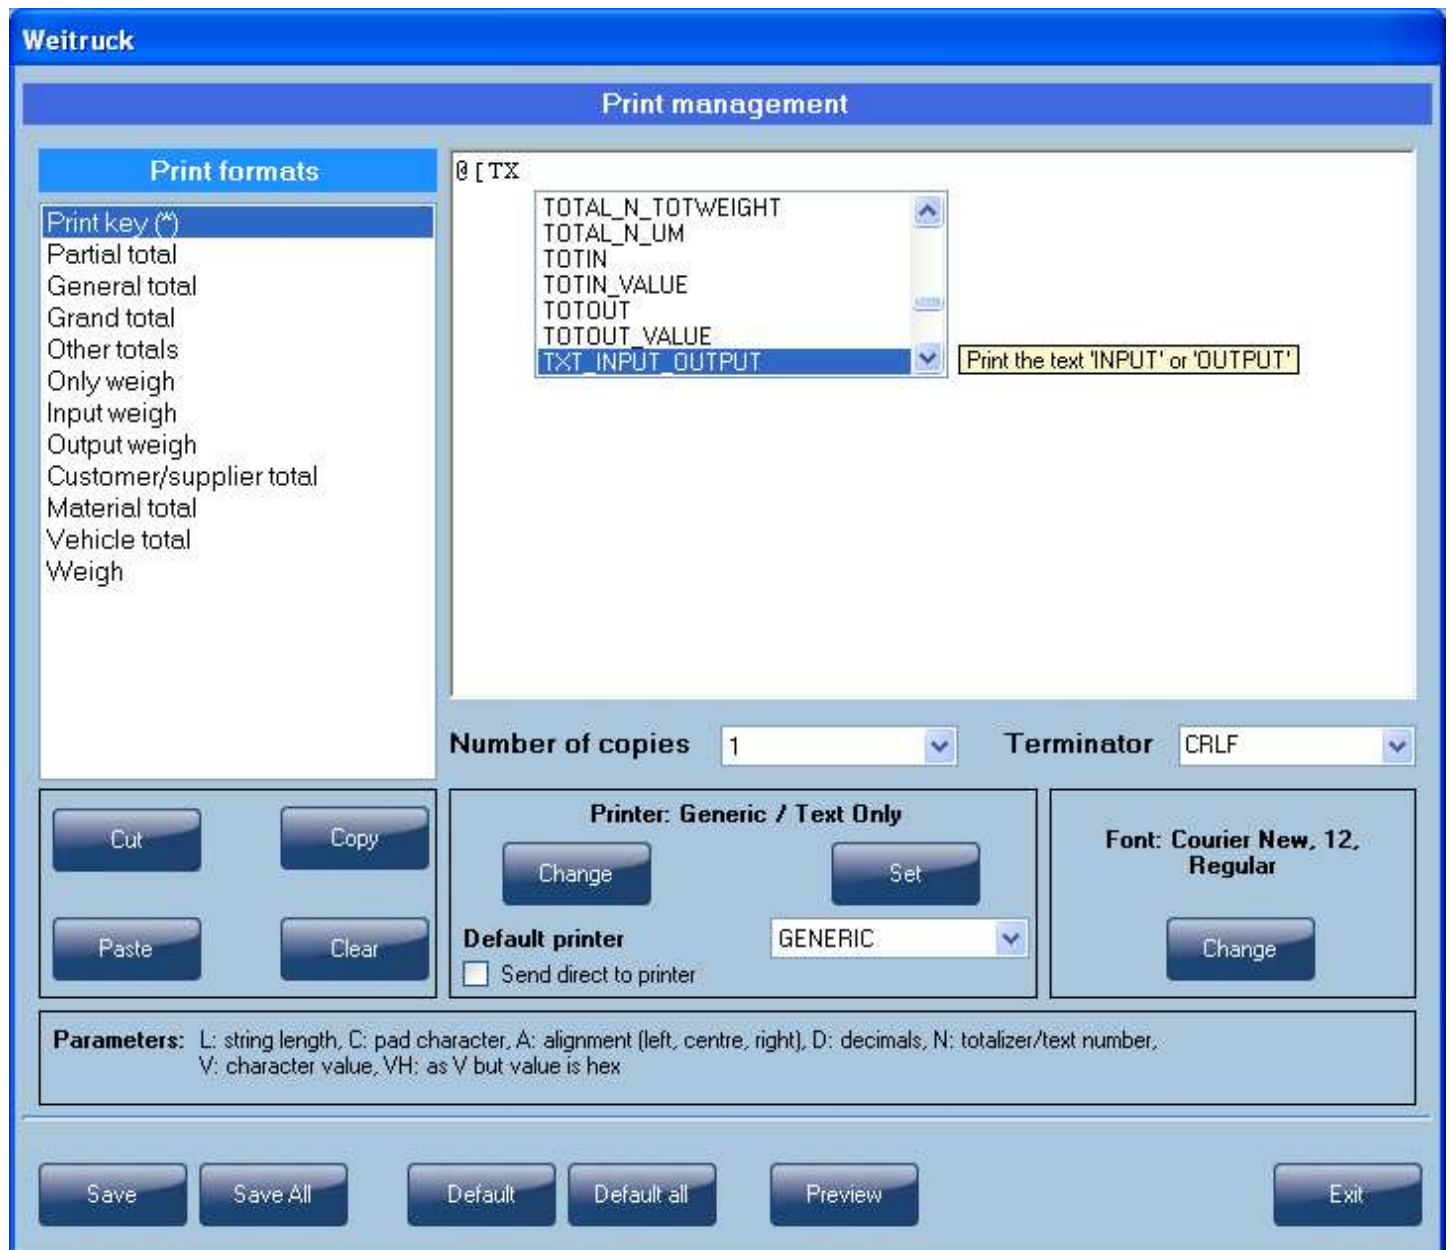 Weitruck
Print management
Print formats
Print key (*)
Partial total
General total
Grand total
Other totals
Only weigh
Input weigh
Output weigh
Customer/supplier total
Material total
Vehicle total
Weigh
@[TX
TOTAL_N_TOTWEIGHT
TOTAL_N_UM
TOTIN
TOTIN_VALUE
TOTOUT
TOTOUT_VALUE
TXT_INPUT_OUTPUT
Print the text 'INPUT' or 'OUTPUT'
Number of copies 1 Terminator CRLF
Cut Copy
Paste Clear
Printer: Generic / Text Only
Change Set
Default printer GENERIC
Send direct to printer
Font: Courier New, 12,
Regular
Change
Parameters: L: string length, C: pad character, A: alignment (left, centre, right), D: decimals, N: totalizer/text number,
V: character value, VH: as V but value is hex
Save Save All Default Default all Preview Exit